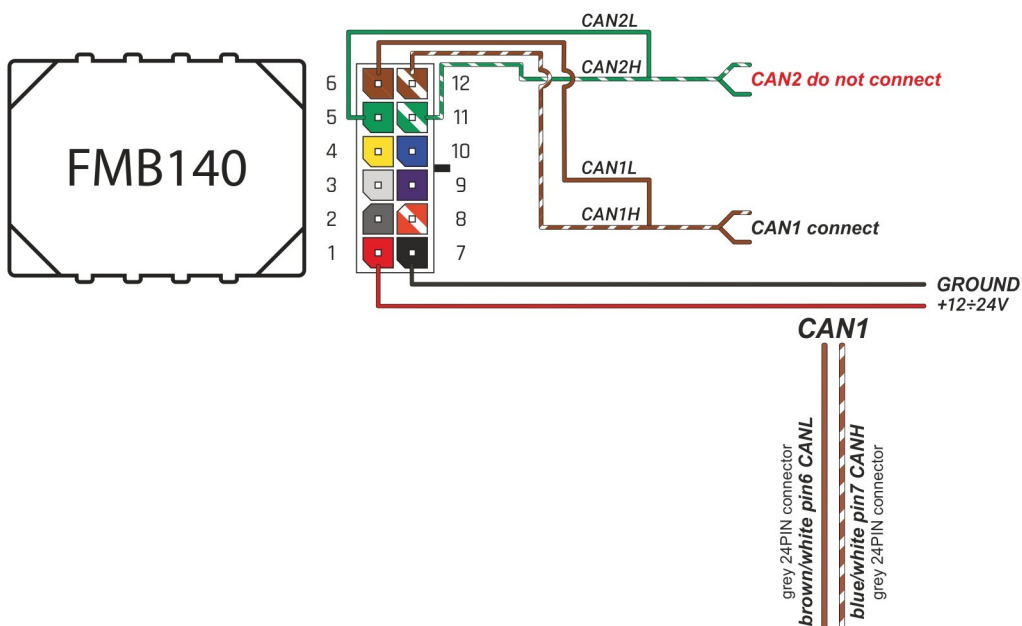 CAN2L
CAN2H
CAN2 do not connect
FMB140
6 12
5 11
4 10
3 9
2 8
1 7
CAN1L
CAN1H
CAN1 connect
GROUND
+12÷24V
CAN1
grey 24PIN connector
brown/white pin6 CANL
blue/white pin7 CANH
grey 24PIN connector